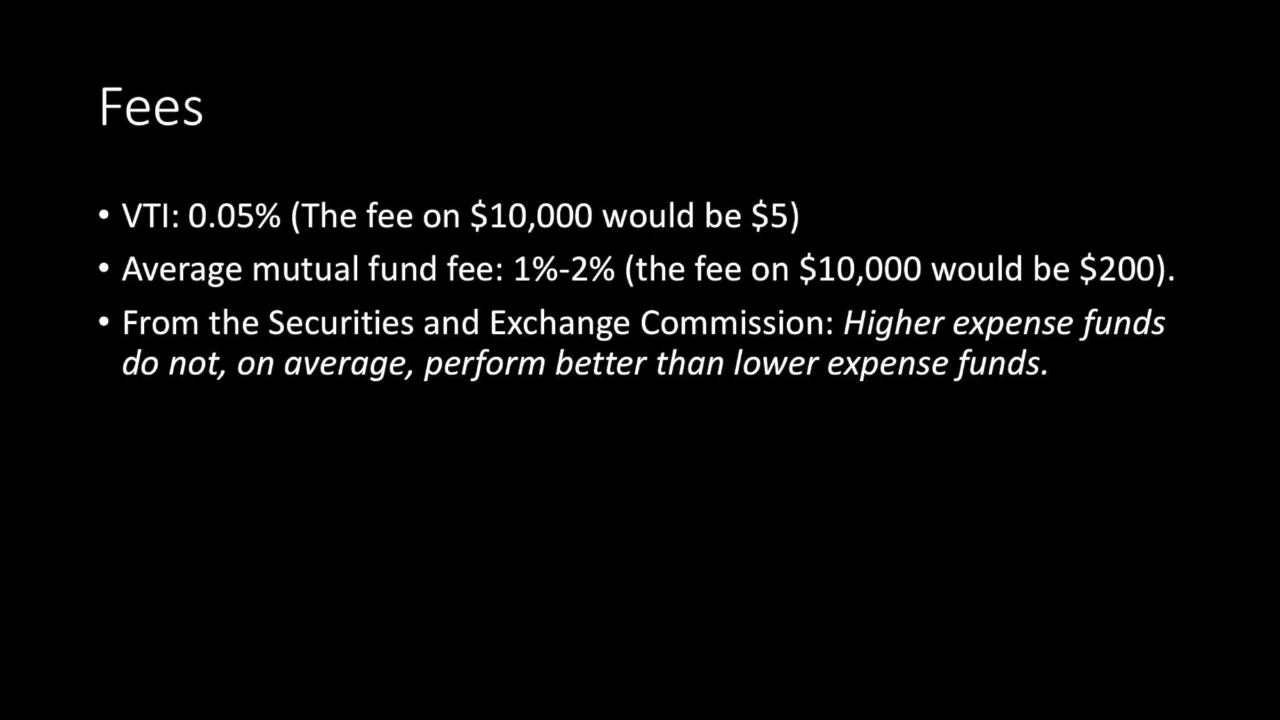 Fees
• VTI: 0.05% (The fee on $10,000 would be $5)
• Average mutual fund fee: 1%-2% (the fee on $10,000 would be $200).
• From the Securities and Exchange Commission: Higher expense funds
do not, on average, perform better than lower expense funds.